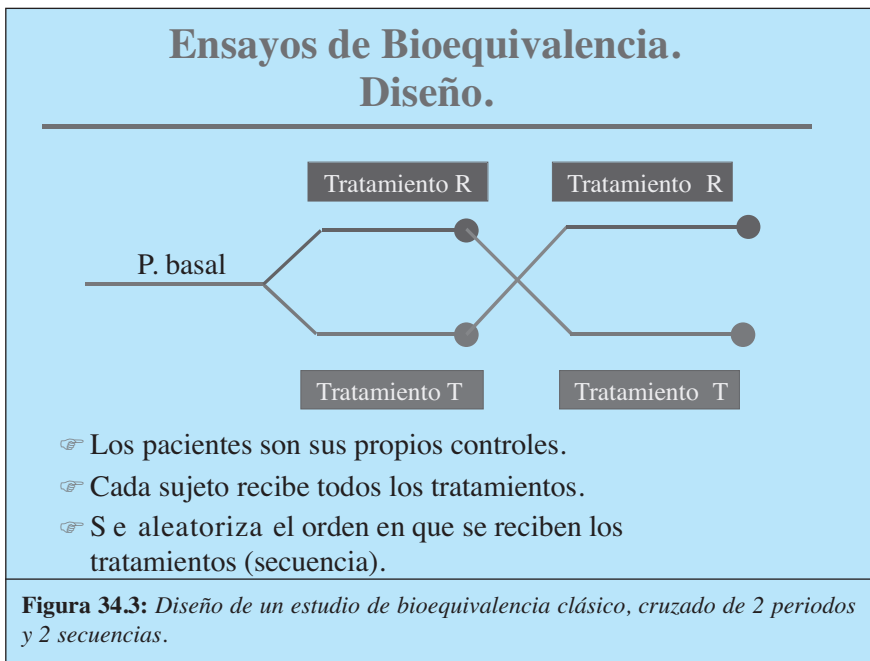 Ensayos de Bioequivalencia.
Diseño.
Tratamiento R
Tratamiento R
P. basal
Tratamiento T
Tratamiento T
☞ Los pacientes son sus propios controles.
☞ Cada sujeto recibe todos los tratamientos.
☞ S e aleatoriza el orden en que se reciben los
tratamientos (secuencia).
Figura 34.3: Diseño de un estudio de bioequivalencia clásico, cruzado de 2 periodos
y 2 secuencias.